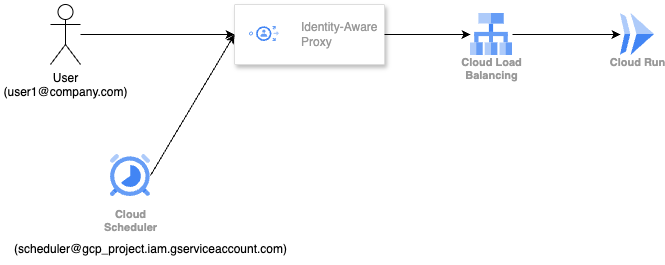 Identity-Aware
Proxy
User
(user1@company.com)
Cloud Load
Balancing
Cloud Run
Cloud
Scheduler
(scheduler@gcp_project.iam.gserviceaccount.com)